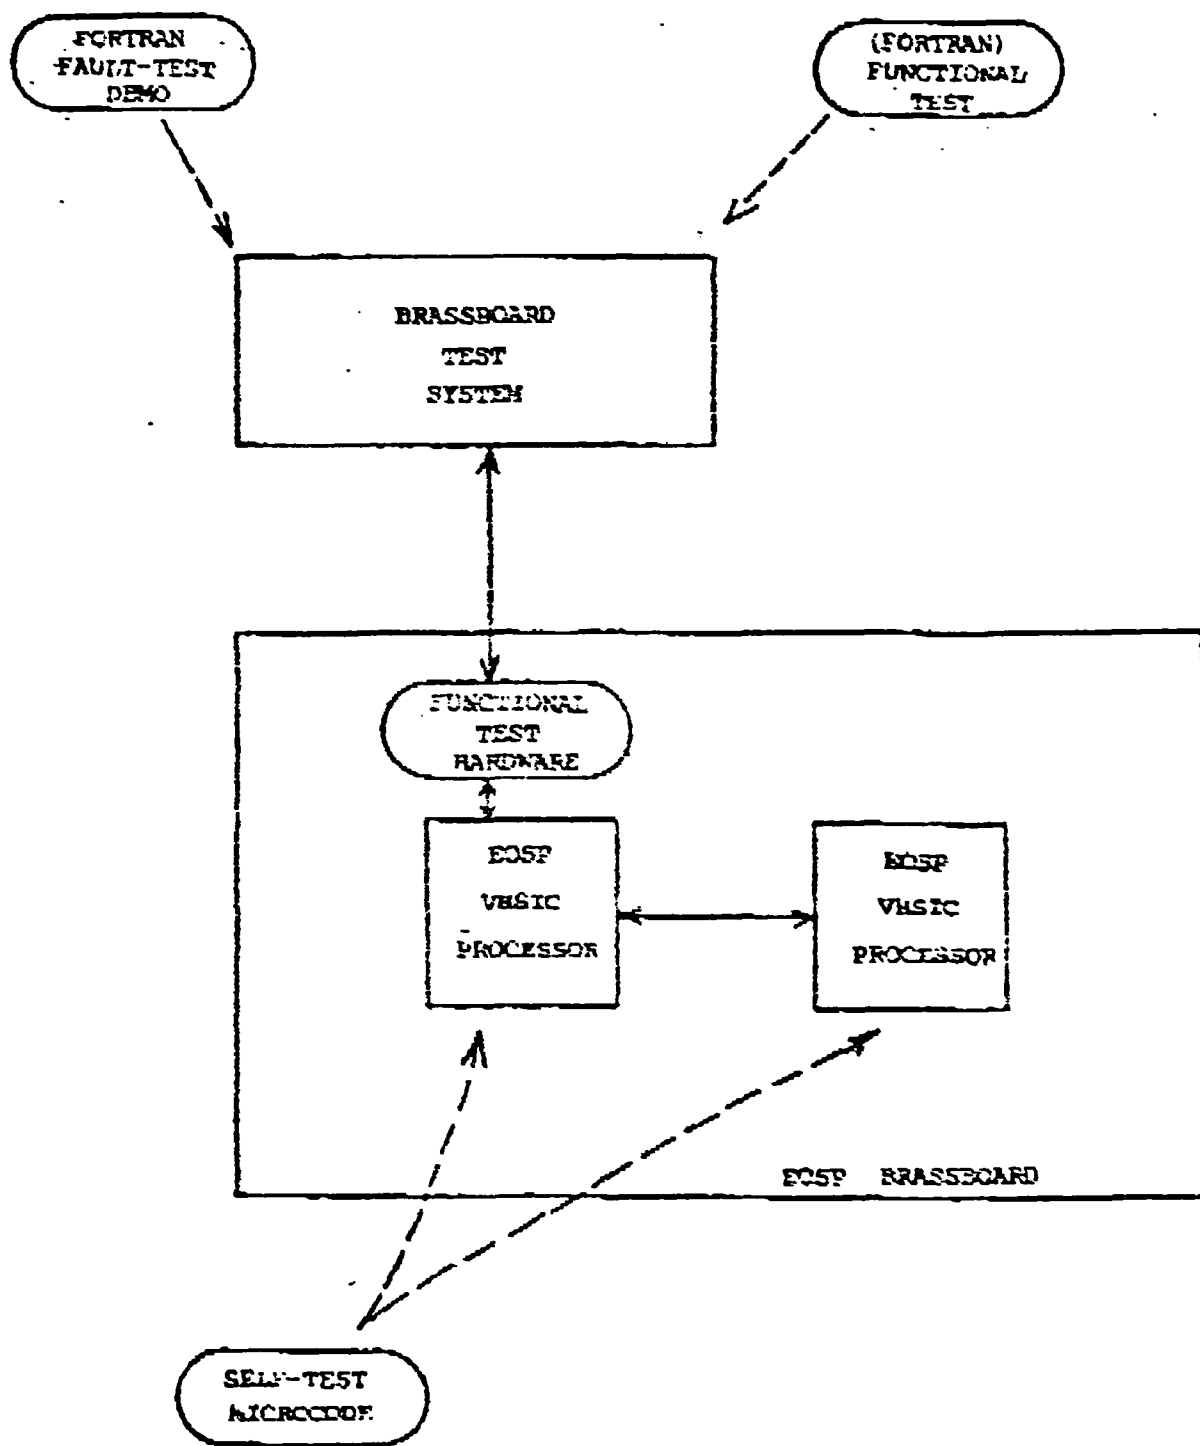 FORTRAN
FAULT-TEST
DEMO
(FORTRAN)
FUNCTIONAL
TEST
BRASSBOARD
TEST
SYSTEM
FUNCTIONAL
TEST
HARDWARE
EOSP
VHSIC
PROCESSOR
EOSP
VHSIC
PROCESSOR
EOSP BRASSBOARD
SELF-TEST
MICROCODE